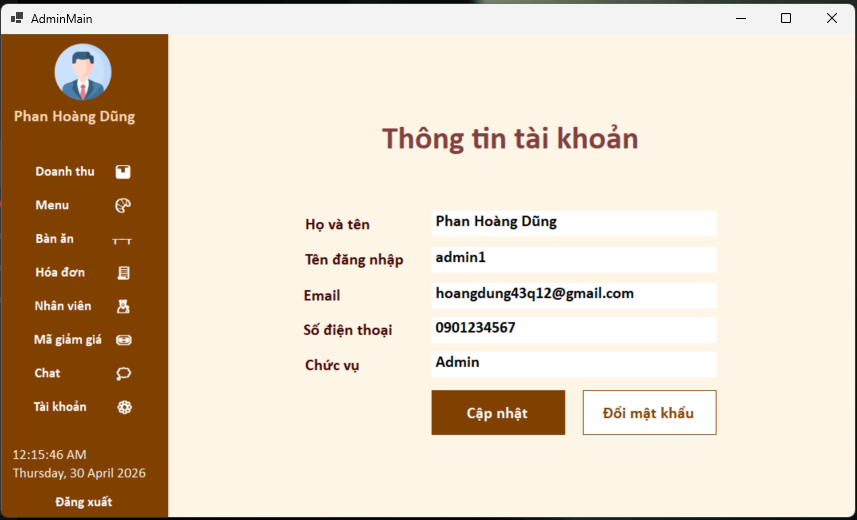 AdminMain
Phan Hoàng Dũng
Doanh thu
Menu
Bàn ăn
Hóa đơn
Nhân viên
Mã giảm giá
Chat
Tài khoản
12:15:46 AM
Thursday, 30 April 2026
Đăng xuất
Thông tin tài khoản
Họ và tên Phan Hoàng Dũng
Tên đăng nhập admin1
Email hoangdung43q12@gmail.com
Số điện thoại 0901234567
Chức vụ Admin
Cập nhật Đổi mật khẩu